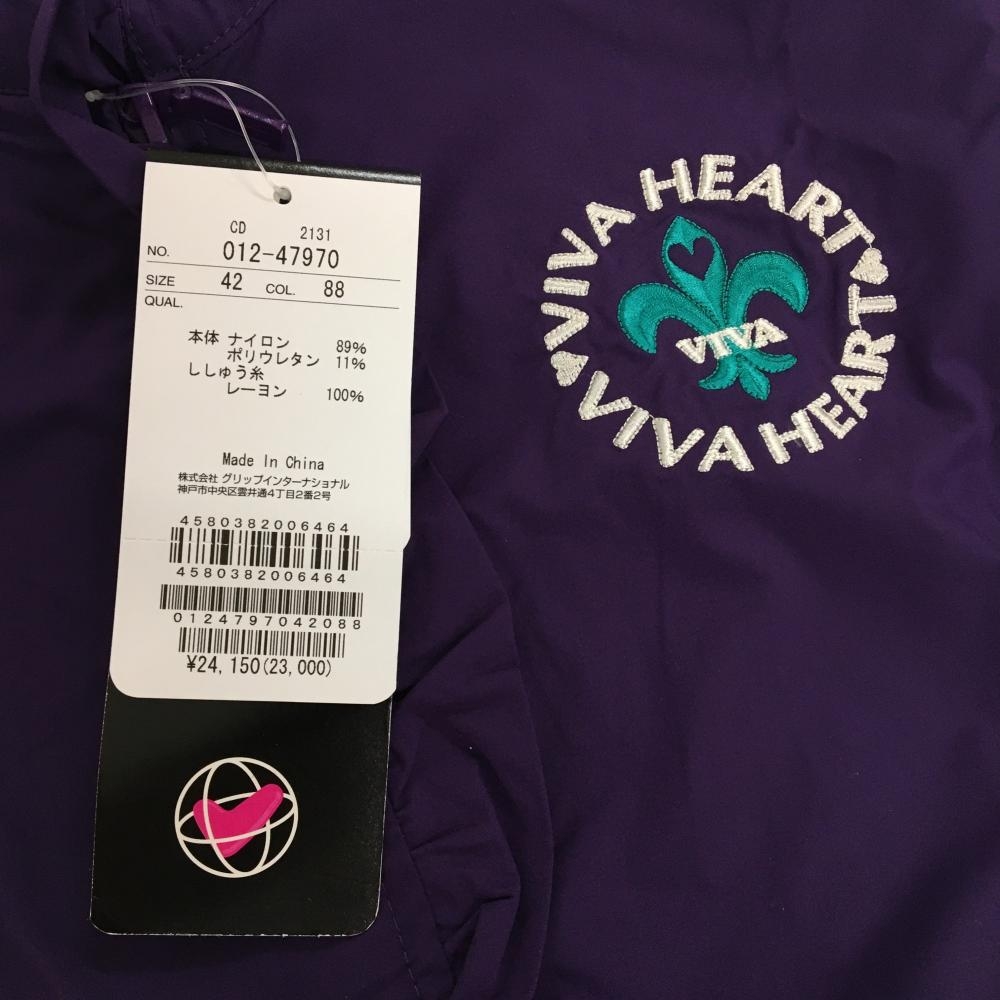 CD 2131
NO. 012-47970
SIZE 42 COL. 88
QUAL.
本体 ナイロン 89%
ポリウレタン 11%
ししゅう糸
レーヨン 100%
Made In China
株式会社 グリップインターナショナル
神戸市中央区雲井通4丁目2番2号
4580382006464
4580382006464
0124797042088
¥24,150(23,000)
VIVA HEART
VIVA
VIVA HEART